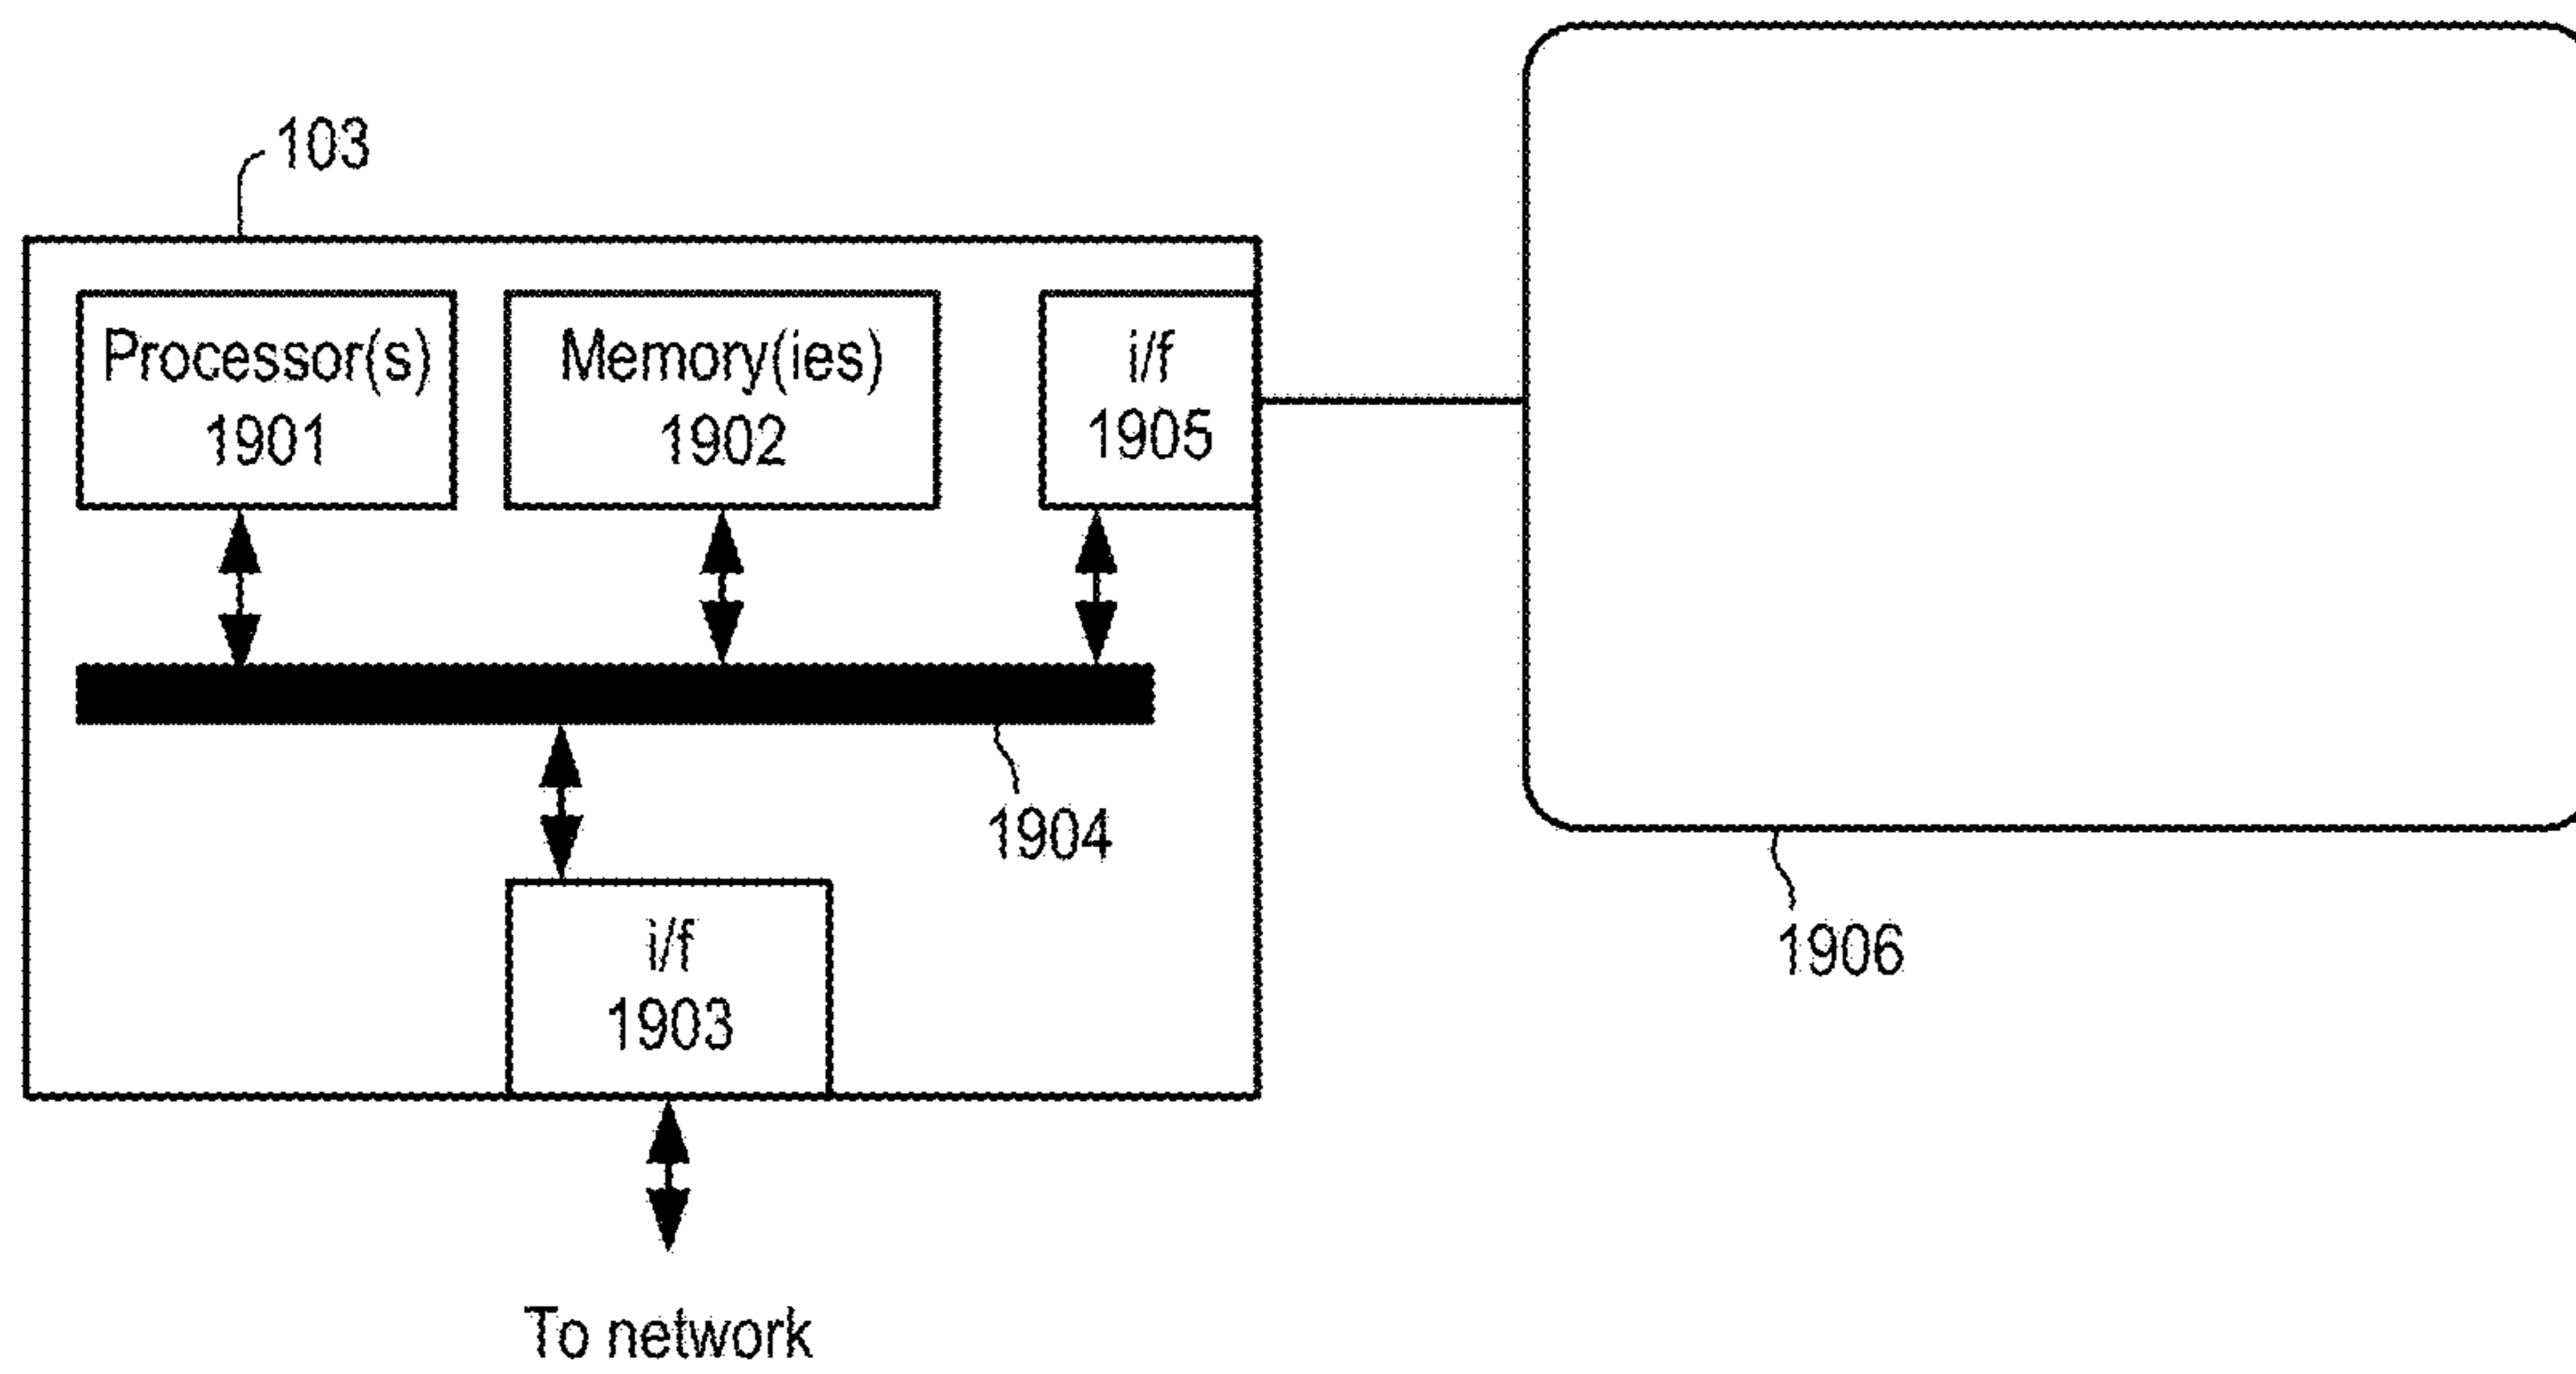 103
Processor(s)
1901
Memory(ies)
1902
i/f
1905
1904
i/f
1903
1906
To network